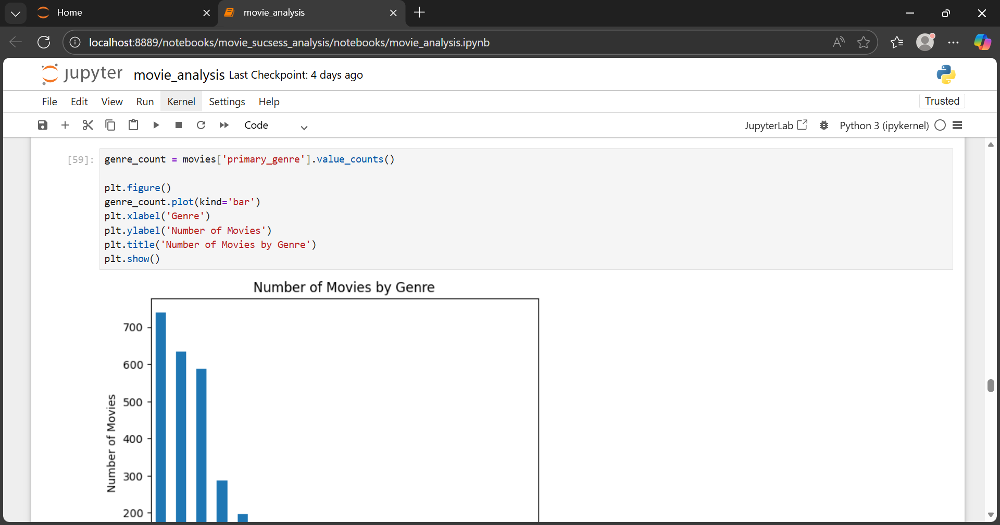 Home
movie_analysis
localhost:8889/notebooks/movie_sucsess_analysis/notebooks/movie_analysis.ipynb
jupyter movie_analysis Last Checkpoint: 4 days ago
File Edit View Run Kernel Settings Help
Trusted
Code
JupyterLab
Python 3 (ipykernel)
[59]:
genre_count = movies['primary_genre'].value_counts()
plt.figure()
genre_count.plot(kind='bar')
plt.xlabel('Genre')
plt.ylabel('Number of Movies')
plt.title('Number of Movies by Genre')
plt.show()
Number of Movies by Genre
700
600
500
400
300
200
Number of Movies